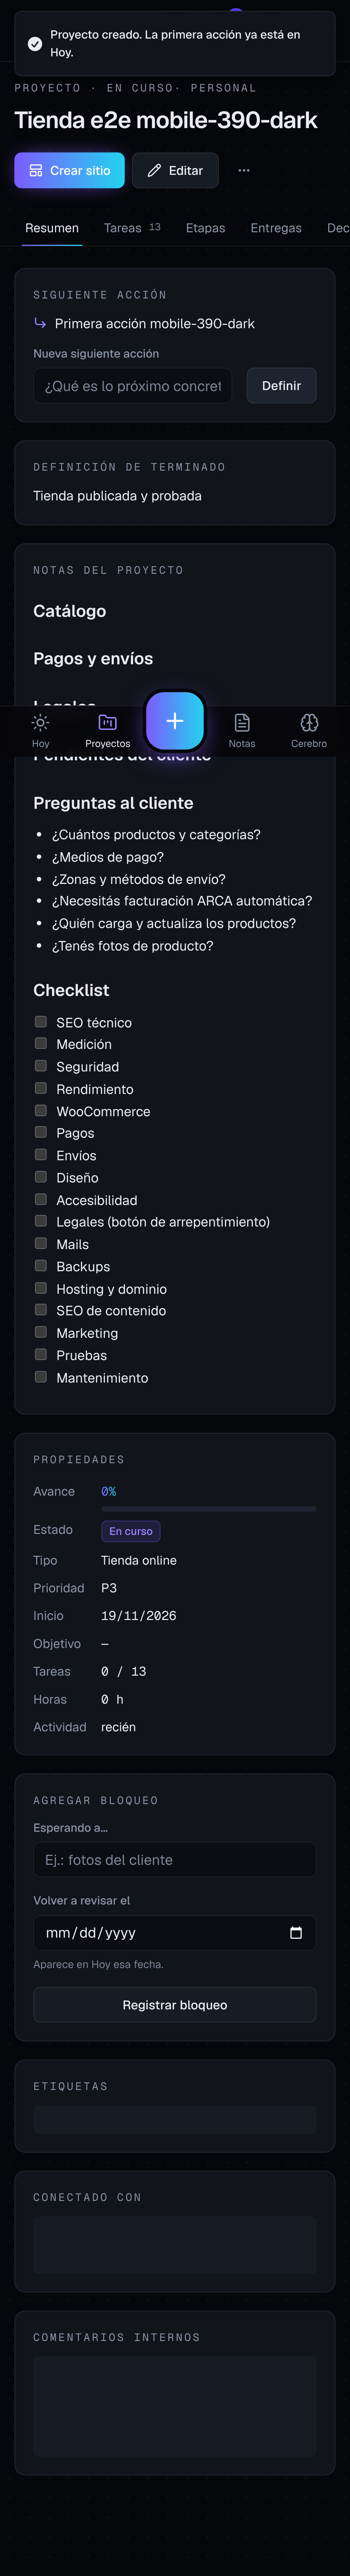 Proyecto creado. La primera acción ya está en
Hoy.
PROYECTO · EN CURSO · PERSONAL
Tienda e2e mobile-390-dark
Crear sitio
Editar
Resumen
Tareas 13
Etapas
Entregas
Dec
SIGUIENTE ACCIÓN
Primera acción mobile-390-dark
Nueva siguiente acción
¿Qué es lo próximo concret
Definir
DEFINICIÓN DE TERMINADO
Tienda publicada y probada
NOTAS DEL PROYECTO
Catálogo
Pagos y envíos
Legales
Hoy
Proyectos
Notas
Cerebro
Pendientes del cliente
Preguntas al cliente
• ¿Cuántos productos y categorías?
• ¿Medios de pago?
• ¿Zonas y métodos de envío?
• ¿Necesitás facturación ARCA automática?
• ¿Quién carga y actualiza los productos?
• ¿Tenés fotos de producto?
Checklist
SEO técnico
Medición
Seguridad
Rendimiento
WooCommerce
Pagos
Envíos
Diseño
Accesibilidad
Legales (botón de arrepentimiento)
Mails
Backups
Hosting y dominio
SEO de contenido
Marketing
Pruebas
Mantenimiento
PROPIEDADES
Avance 0%
Estado En curso
Tipo Tienda online
Prioridad P3
Inicio 19/11/2026
Objetivo —
Tareas 0 / 13
Horas 0 h
Actividad recién
AGREGAR BLOQUEO
Esperando a…
Ej.: fotos del cliente
Volver a revisar el
mm/dd/yyyy
Aparece en Hoy esa fecha.
Registrar bloqueo
ETIQUETAS
CONECTADO CON
COMENTARIOS INTERNOS